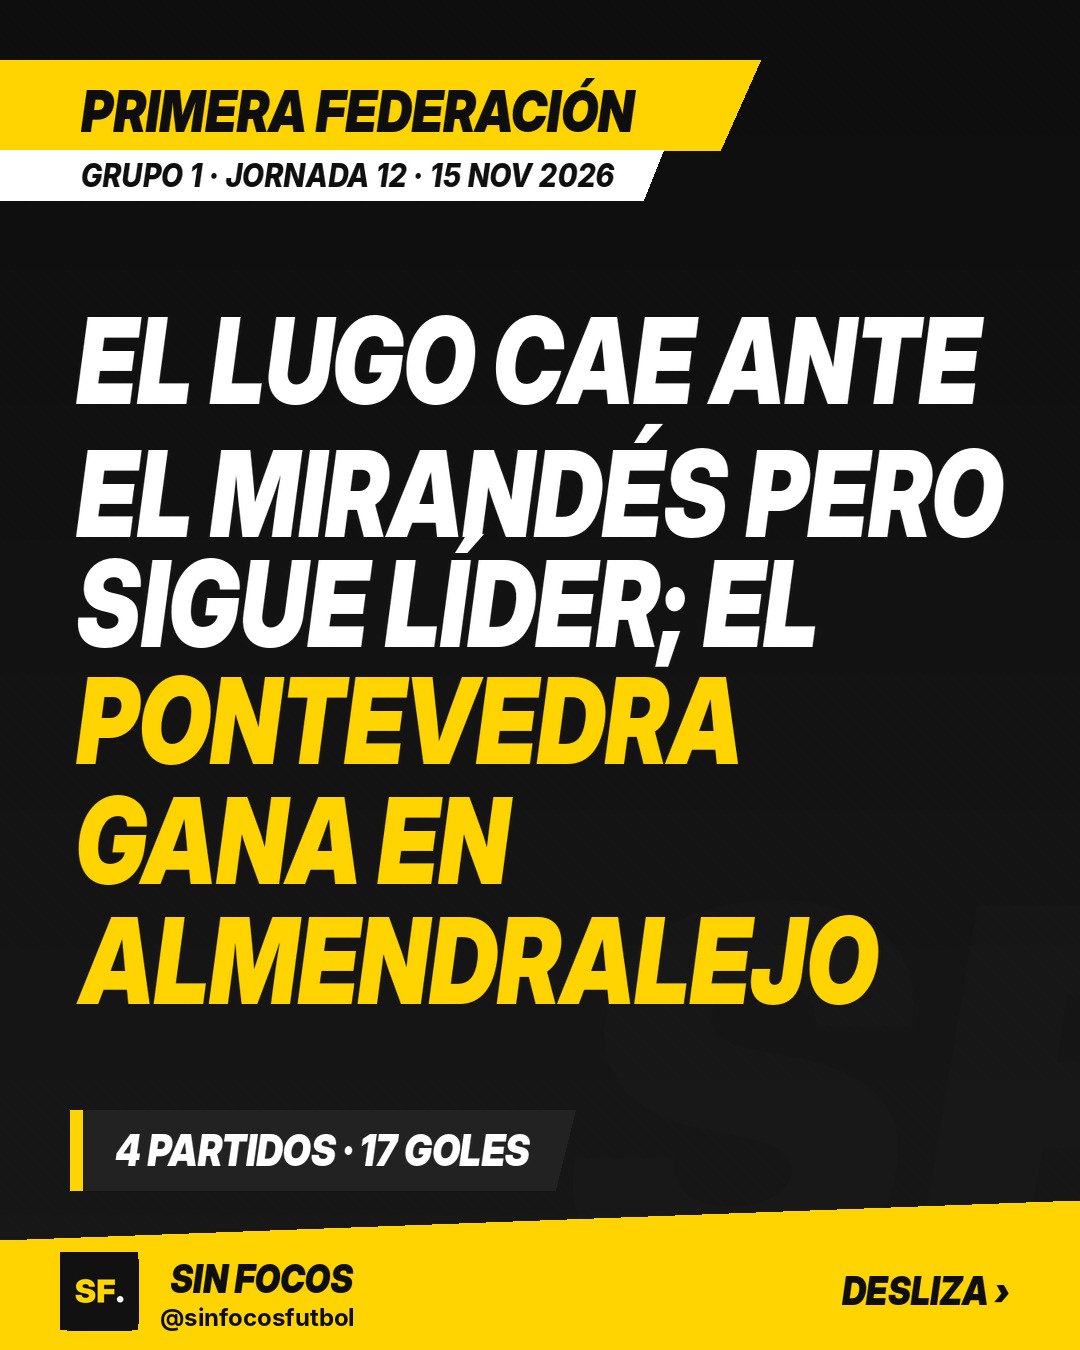 PRIMERA FEDERACIÓN
GRUPO 1 · JORNADA 12 · 15 NOV 2026
EL LUGO CAE ANTE
EL MIRANDÉS PERO
SIGUE LÍDER; EL
PONTEVEDRA
GANA EN
ALMENDRALEJO
4 PARTIDOS · 17 GOLES
SF.
SIN FOCOS
@sinfocosfutbol
DESLIZA ›